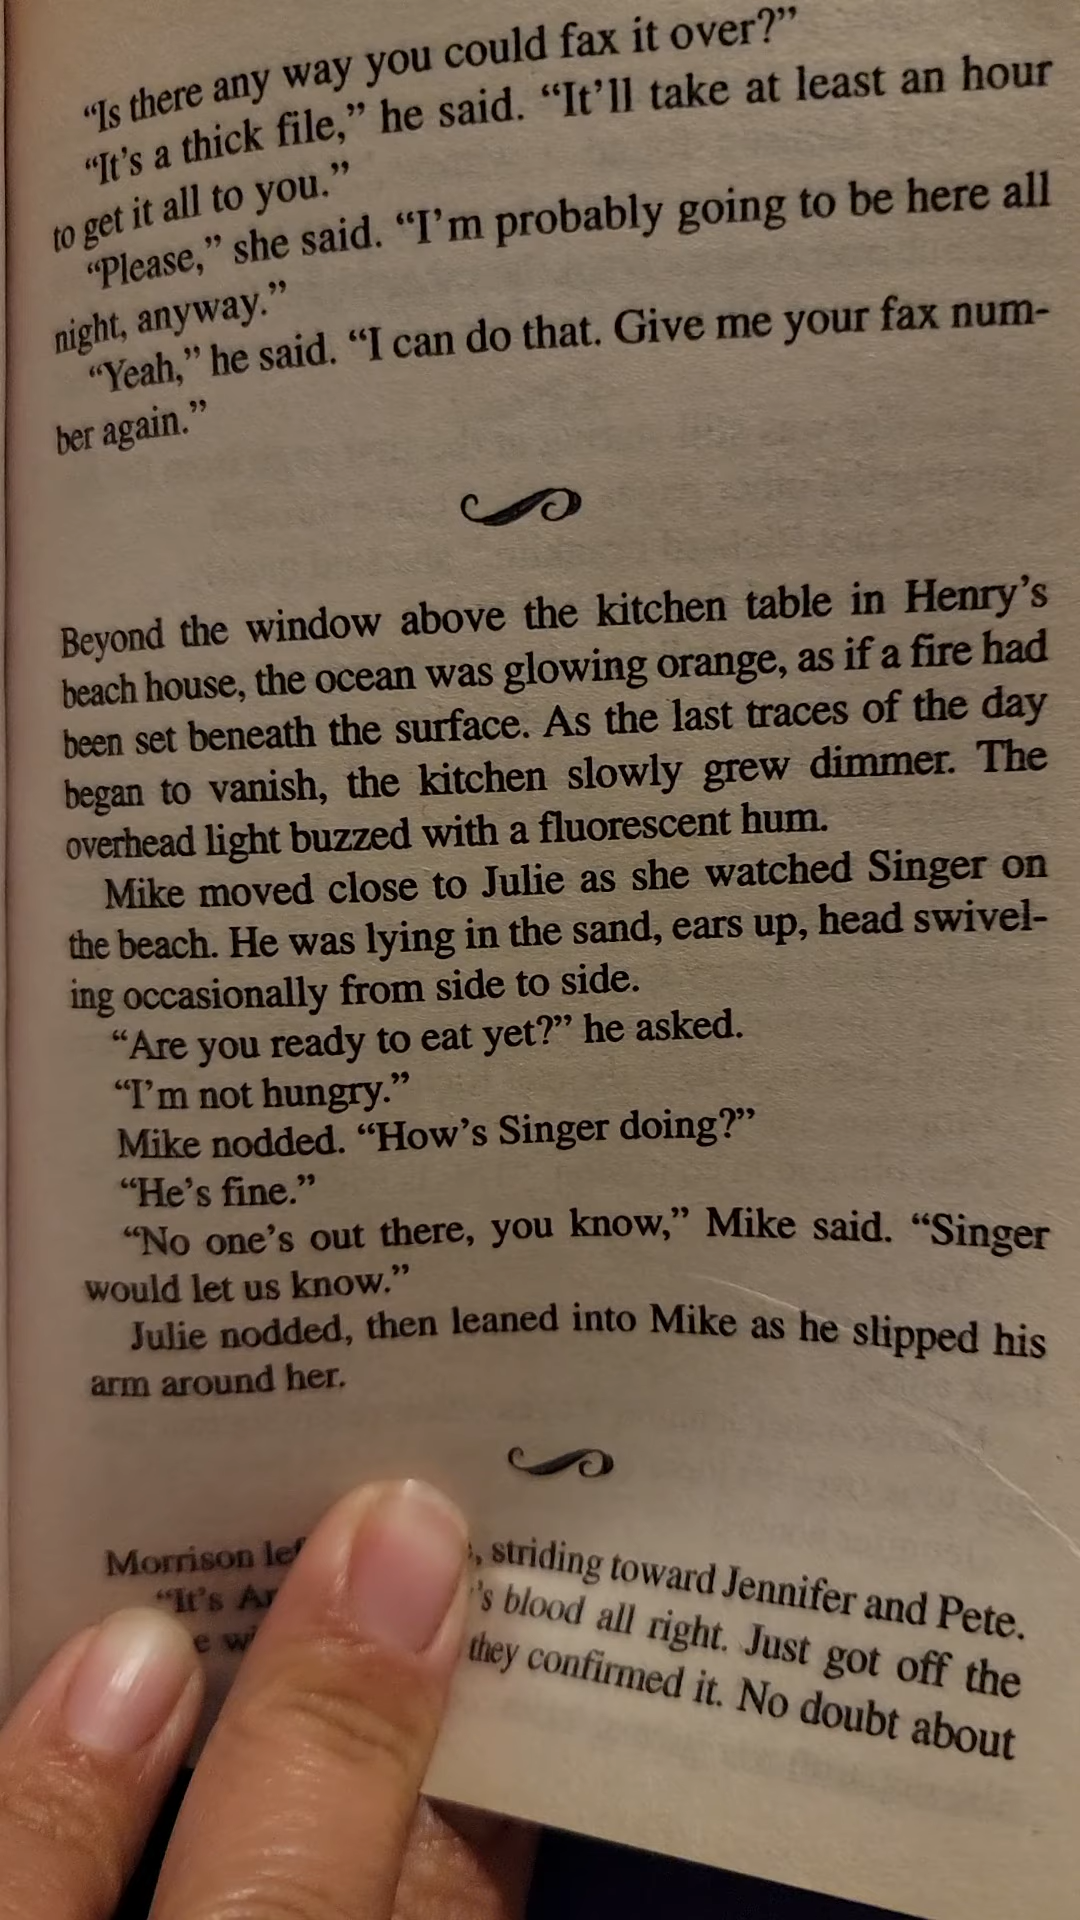 “Is there any way you could fax it over?”
“It’s a thick file,” he said. “It’ll take at least an hour
to get it all to you.”
“Please,” she said. “I’m probably going to be here all
night, anyway.”
“Yeah,” he said. “I can do that. Give me your fax num-
ber again.”
Beyond the window above the kitchen table in Henry’s
beach house, the ocean was glowing orange, as if a fire had
been set beneath the surface. As the last traces of the day
began to vanish, the kitchen slowly grew dimmer. The
overhead light buzzed with a fluorescent hum.
Mike moved close to Julie as she watched Singer on
the beach. He was lying in the sand, ears up, head swivel-
ing occasionally from side to side.
“Are you ready to eat yet?” he asked.
“I’m not hungry.”
Mike nodded. “How’s Singer doing?”
“He’s fine.”
“No one’s out there, you know,” Mike said. “Singer
would let us know.”
Julie nodded, then leaned into Mike as he slipped his
arm around her.
Morrison striding toward Jennifer and Pete.
“It’s blood all right. Just got off the
they confirmed it. No doubt about